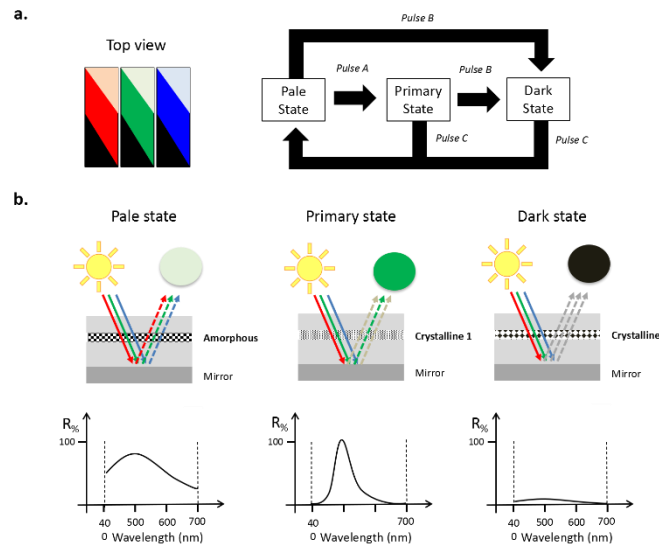 a.
Pulse B
Top view
Pulse A
Pulse B
Pale
State
Primary
State
Dark
State
Pulse C
Pulse C
b.
Pale state
Primary state
Dark state
Amorphous
Crystalline 1
Crystalline
Mirror
Mirror
Mirror
R%
100
40
0
500
600
700
Wavelength (nm)
R%
100
40
0
500
600
700
Wavelength (nm)
R%
100
40
0
500
600
700
Wavelength (nm)